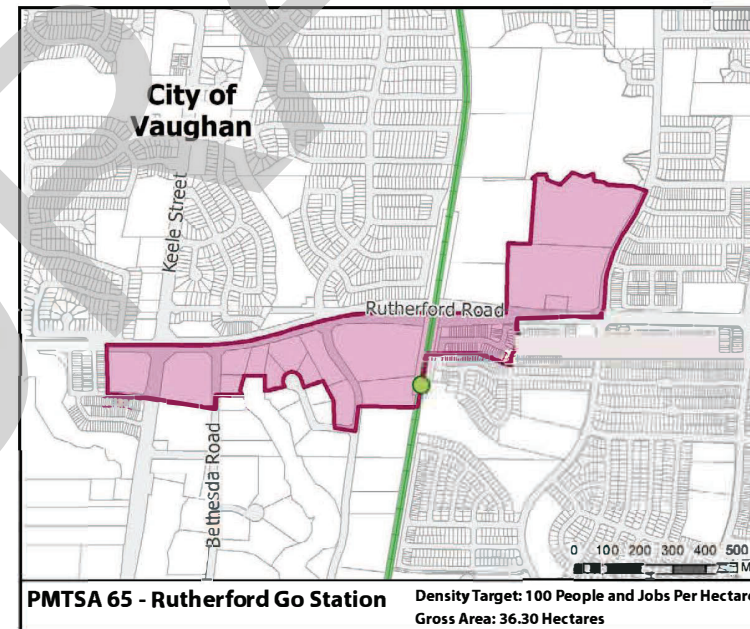 City of
Vaughan
Keele Street
Rutherford Road
Bethesda Road
0 100 200 300 400 500
M
PMTSA 65 - Rutherford Go Station
Density Target: 100 People and Jobs Per Hectare
Gross Area: 36.30 Hectares